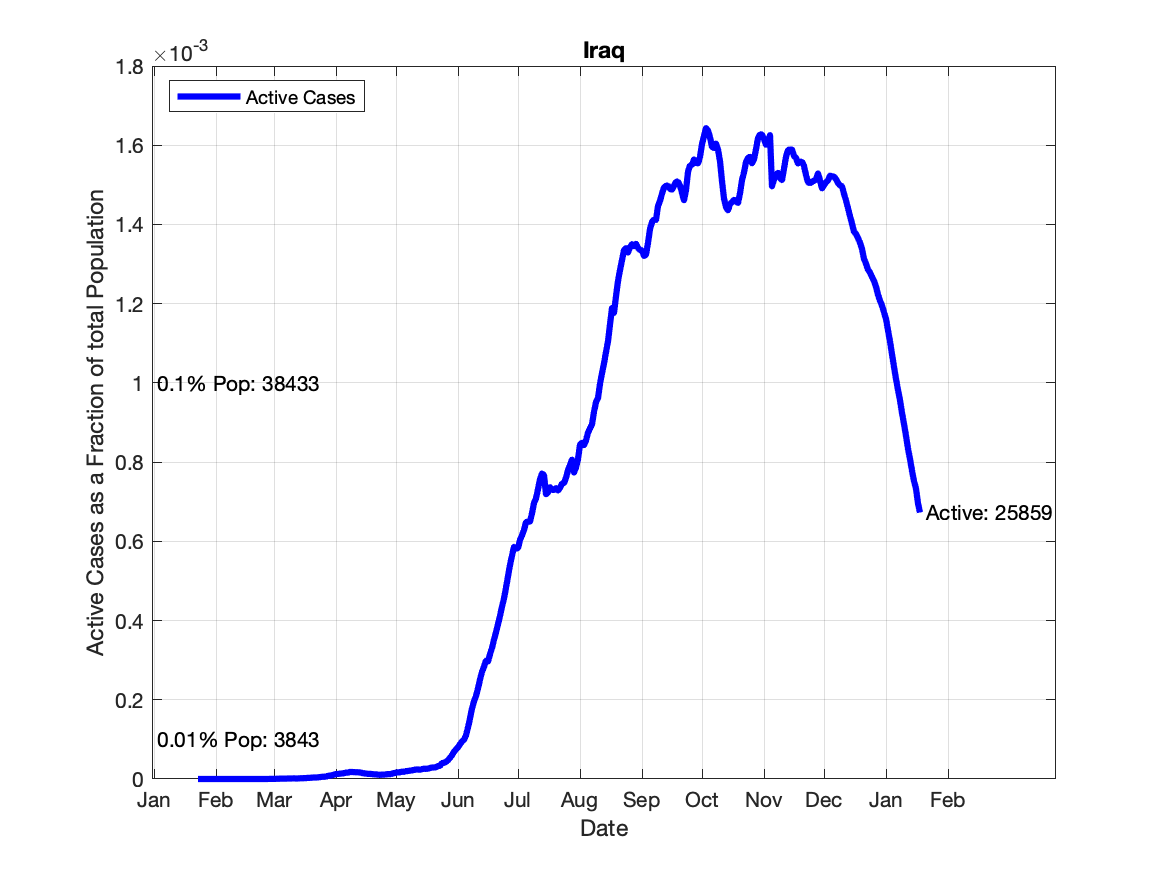 Iraq
×10-3
1.8
Active Cases
1.6
1.4
1.2
1
0.1% Pop: 38433
0.8
0.6
Active: 25859
0.4
0.2
0.01% Pop: 3843
0
Active Cases as a Fraction of total Population
Jan Feb Mar Apr May Jun Jul Aug Sep Oct Nov Dec Jan Feb
Date